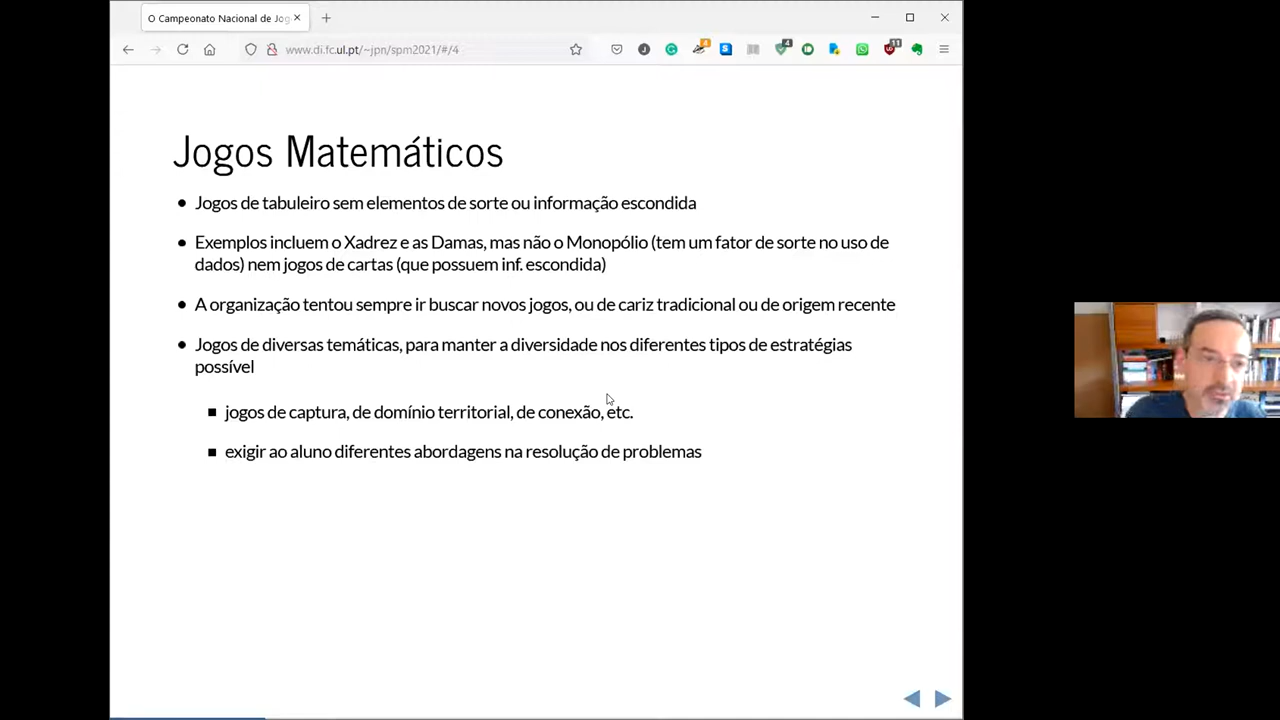 O Campeonato Nacional de Jog
www.di.fc.ul.pt/~jpn/spm2021/#/4
4
4
11
Jogos Matemáticos
Jogos de tabuleiro sem elementos de sorte ou informação escondida
Exemplos incluem o Xadrez e as Damas, mas não o Monopólio (tem um fator de sorte no uso de
dados) nem jogos de cartas (que possuem inf. escondida)
A organização tentou sempre ir buscar novos jogos, ou de cariz tradicional ou de origem recente
Jogos de diversas temáticas, para manter a diversidade nos diferentes tipos de estratégias
possível
jogos de captura, de domínio territorial, de conexão, etc.
exigir ao aluno diferentes abordagens na resolução de problemas